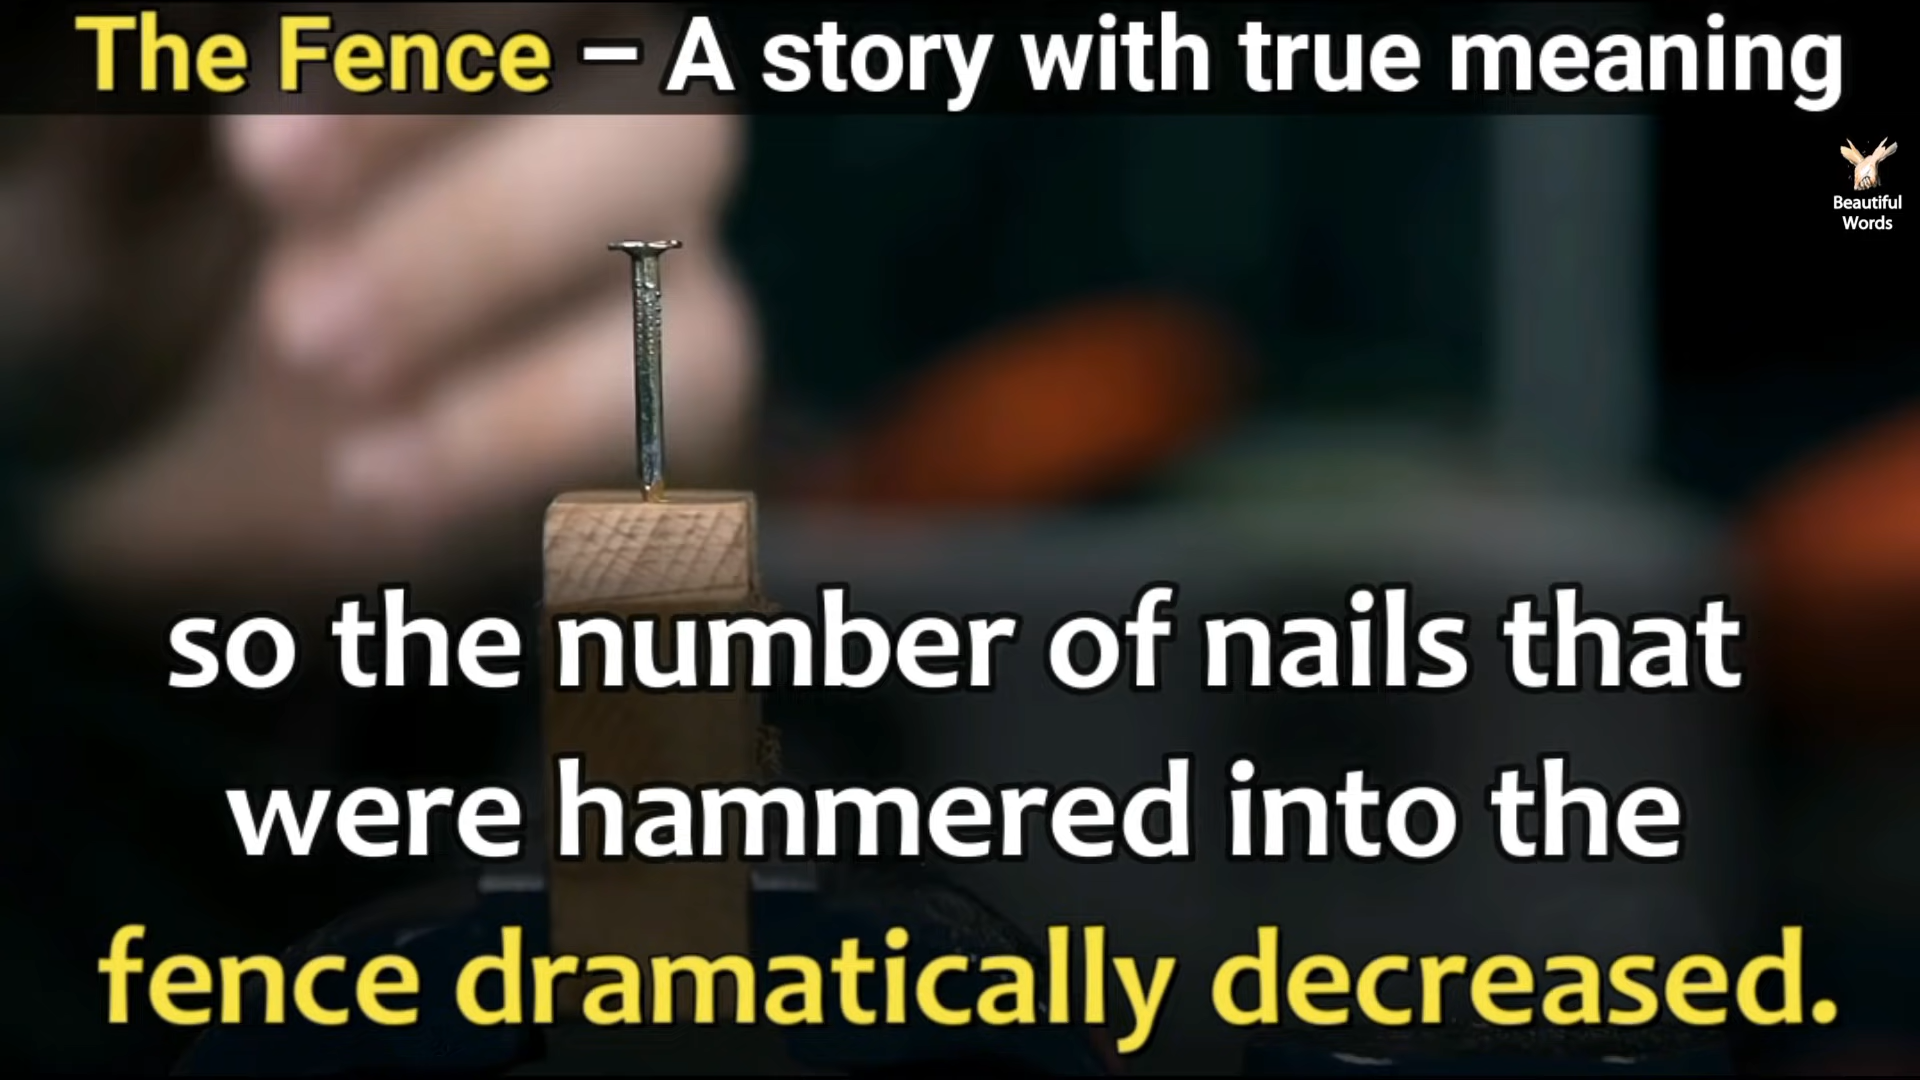 The Fence – A story with true meaning
Beautiful
Words
so the number of nails that
were hammered into the
fence dramatically decreased.